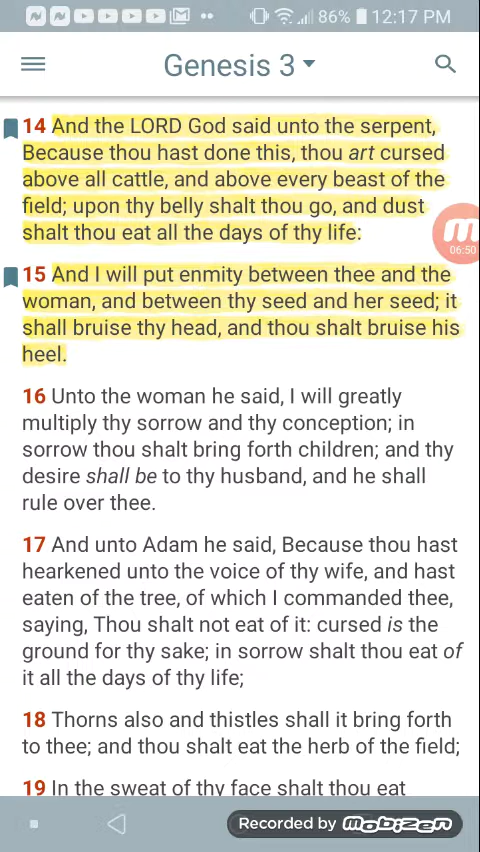 86% 12:17 PM
Genesis 3
14 And the LORD God said unto the serpent,
Because thou hast done this, thou art cursed
above all cattle, and above every beast of the
field; upon thy belly shalt thou go, and dust
shalt thou eat all the days of thy life:
06:50
15 And I will put enmity between thee and the
woman, and between thy seed and her seed; it
shall bruise thy head, and thou shalt bruise his
heel.
16 Unto the woman he said, I will greatly
multiply thy sorrow and thy conception; in
sorrow thou shalt bring forth children; and thy
desire shall be to thy husband, and he shall
rule over thee.
17 And unto Adam he said, Because thou hast
hearkened unto the voice of thy wife, and hast
eaten of the tree, of which I commanded thee,
saying, Thou shalt not eat of it: cursed is the
ground for thy sake; in sorrow shalt thou eat of
it all the days of thy life;
18 Thorns also and thistles shall it bring forth
to thee; and thou shalt eat the herb of the field;
19 In the sweat of thy face shalt thou eat
Recorded by mobizen